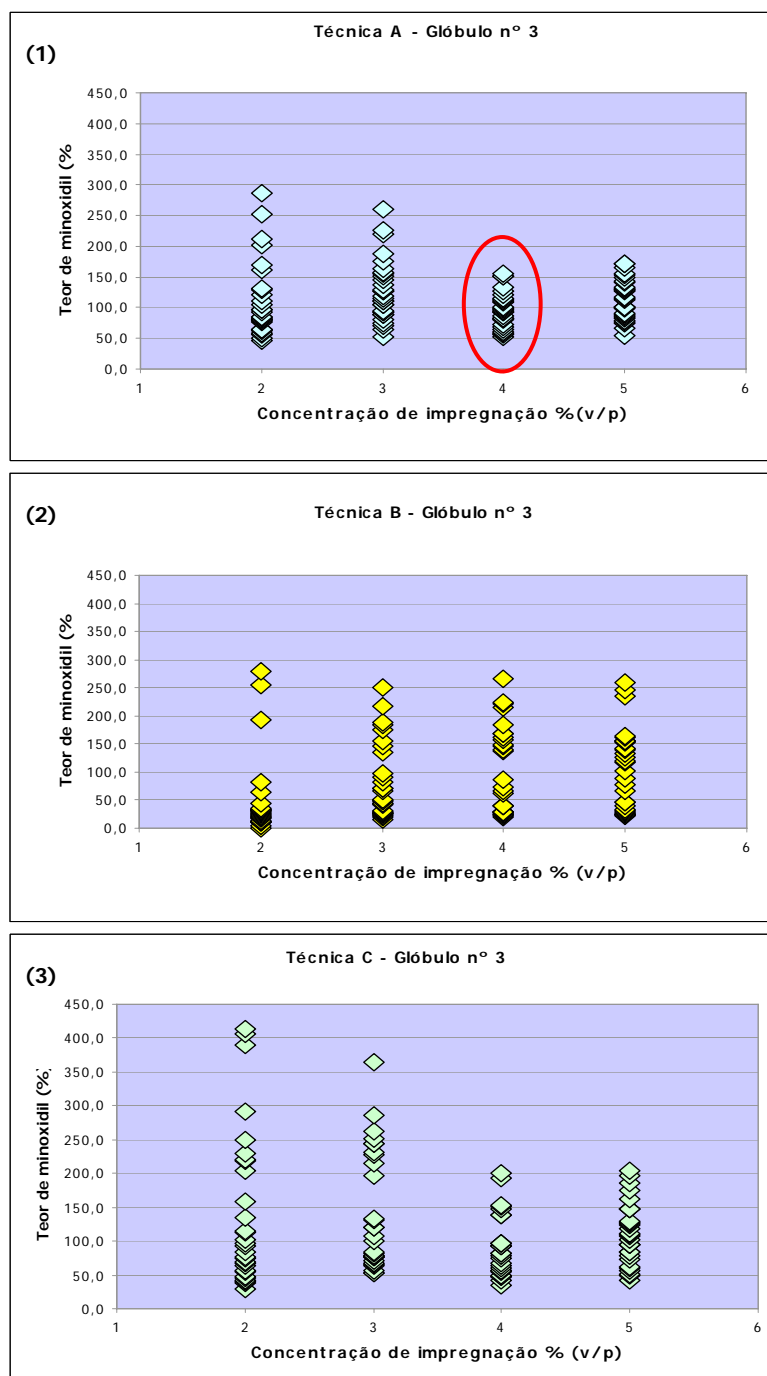 Técnica A - Glóbulo nº 3
(1)
450,0
400,0
350,0
300,0
250,0
200,0
150,0
100,0
50,0
0,0
Teor de minoxidil (%
1 2 3 4 5 6
Concentração de impregnação %(v/p)
(2)
Técnica B - Glóbulo nº 3
450,0
400,0
350,0
300,0
250,0
200,0
150,0
100,0
50,0
0,0
Teor de minoxidil (%
1 2 3 4 5 6
Concentração de impregnação % (v/p)
Técnica C - Glóbulo nº 3
(3)
450,0
400,0
350,0
300,0
250,0
200,0
150,0
100,0
50,0
0,0
Teor de minoxidil (%)
1 2 3 4 5 6
Concentração de impregnação % (v/p)